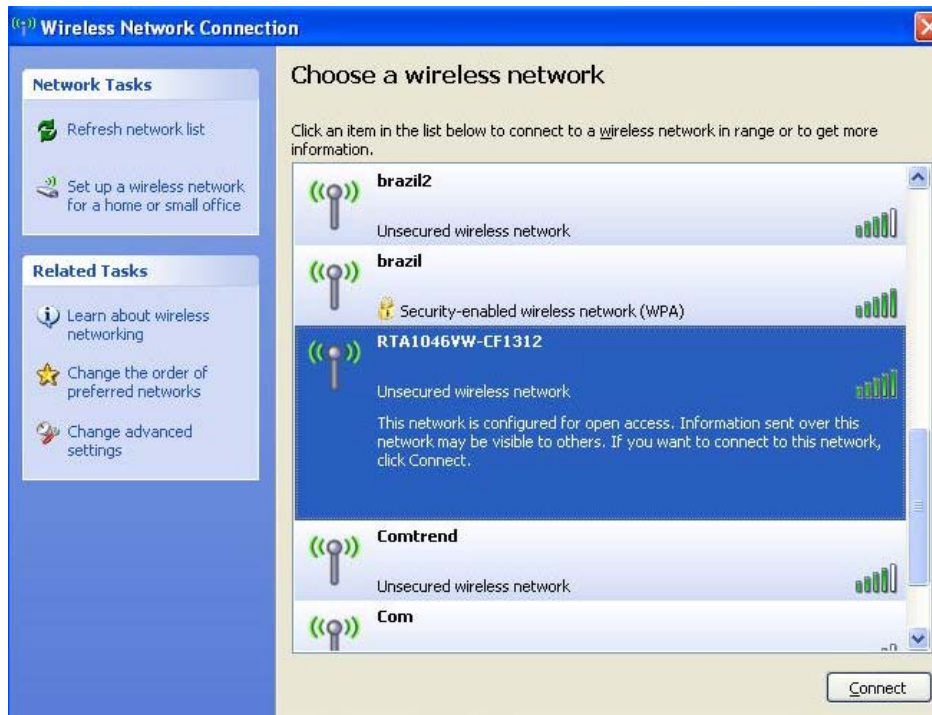 Wireless Network Connection
Network Tasks
Refresh network list
Set up a wireless network
for a home or small office
Related Tasks
Learn about wireless
networking
Change the order of
preferred networks
Change advanced
settings
Choose a wireless network
Click an item in the list below to connect to a wireless network in range or to get more
information.
brazil2
Unsecured wireless network
brazil
Security-enabled wireless network (WPA)
RTA1046VW-CF1312
Unsecured wireless network
This network is configured for open access. Information sent over this
network may be visible to others. If you want to connect to this network,
click Connect.
Comtrend
Unsecured wireless network
Com
Connect